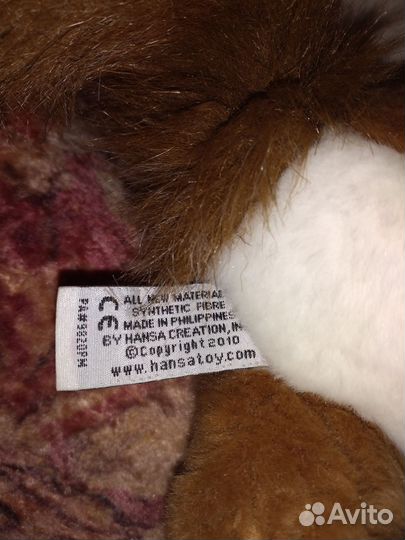 PA#9820PM
CE
ALL NEW MATERIAL
SYNTHETIC FIBRE
MADE IN PHILIPPINES
BY HANSA CREATION, IN
©Copyright 2010
www.hansatoy.com
Avito